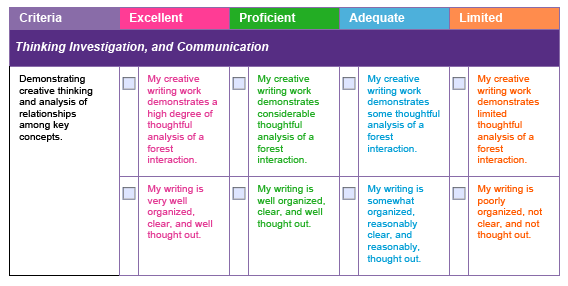 Criteria Excellent Proficient Adequate Limited
Thinking Investigation, and Communication
Demonstrating
creative thinking
and analysis of
relationships
among key
concepts.
My creative
writing work
demonstrates a
high degree of
thoughtful
analysis of a
forest
interaction.
My creative
writing work
demonstrates
considerable
thoughtful
analysis of a
forest
interaction.
My creative
writing work
demonstrates
some thoughtful
analysis of a
forest
interaction.
My creative
writing work
demonstrates
limited
thoughtful
analysis of a
forest
interaction.
My writing is
very well
organized,
clear, and well
thought out.
My writing is
well organized,
clear, and well
thought out.
My writing is
somewhat
organized,
reasonably
clear, and
reasonably,
thought out.
My writing is
poorly
organized, not
clear, and not
thought out.